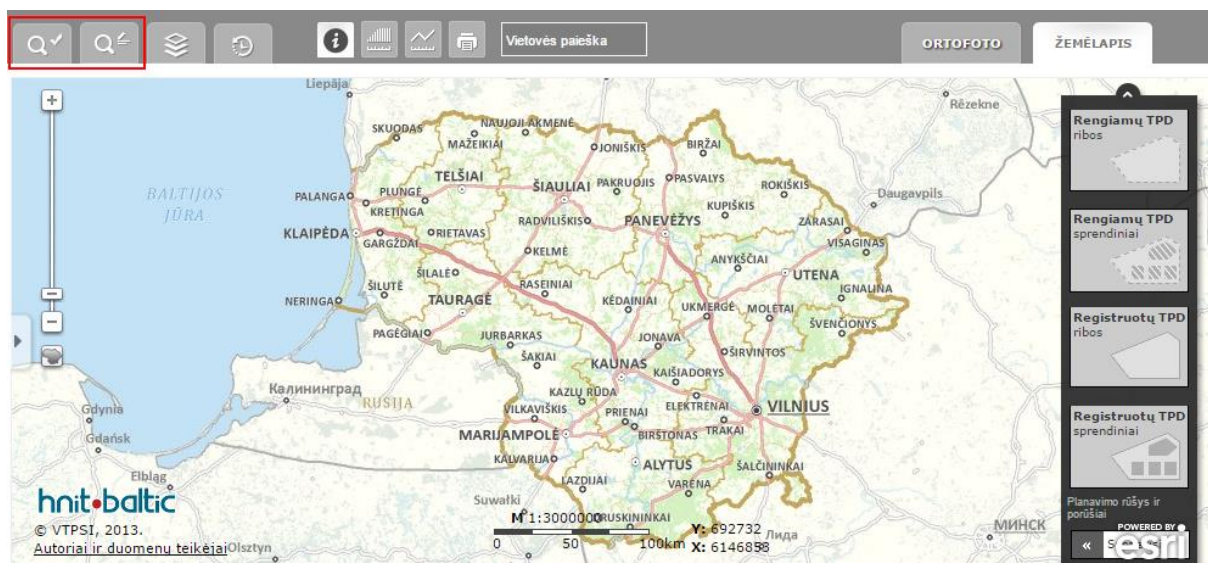 Vietovės paieška
ORTOFOTO
ŽEMĖLAPIS
Liepāja
Rēzekne
SKUODAS
NAUJOJI AKMENĖ
MAŽEIKIAI
JONIŠKIS
BIRŽAI
TELŠIAI
PALANGA
PLUNGĖ
ŠIAULIAI
PAKRUOJIS
PASVALYS
ROKIŠKIS
Daugavpils
BALTIJOS
JŪRA
KRETINGA
KUPIŠKIS
RADVILIŠKIS
PANEVĖŽYS
ZARASAI
KLAIPĖDA
GARGŽDAI
RIETAVAS
KELMĖ
VISAGINAS
ANYKŠČIAI
ŠILALĖ
UTENA
ŠILUTĖ
RASEINIAI
IGNALINA
NERINGA
TAURAGĖ
KĖDAINIAI
UKMERGĖ
MOLĖTAI
ŠVENČIONYS
PAGĖGIAI
JURBARKAS
JONAVA
ŠIRVINTOS
ŠAKIAI
KAUNAS
KAIŠIADORYS
Калининград
RUSIJA
KAZLŲ RŪDA
VILKAVIŠKIS
PRIENAI
ELEKTRĖNAI
VILNIUS
Gdynia
Gdańsk
MARIJAMPOLĖ
BIRŠTONAS
TRAKAI
KALVARIJA
ALYTUS
ŠALČININKAI
Elbląg
LAZDIJAI
VARĖNA
Suwałki
DRUSKININKAI
Лида
МИНСК
Olsztyn
Rengiamų TPD
ribos
Rengiamų TPD
sprendiniai
Registruotų TPD
ribos
Registruotų TPD
sprendiniai
Planavimo rūšys ir
porūšiai
POWERED BY
esri
hnit•baltic
© VTPSI, 2013.
Autoriai ir duomenų teikėjai
M 1:3000000
0 50 100km
Y: 692732
X: 6146858